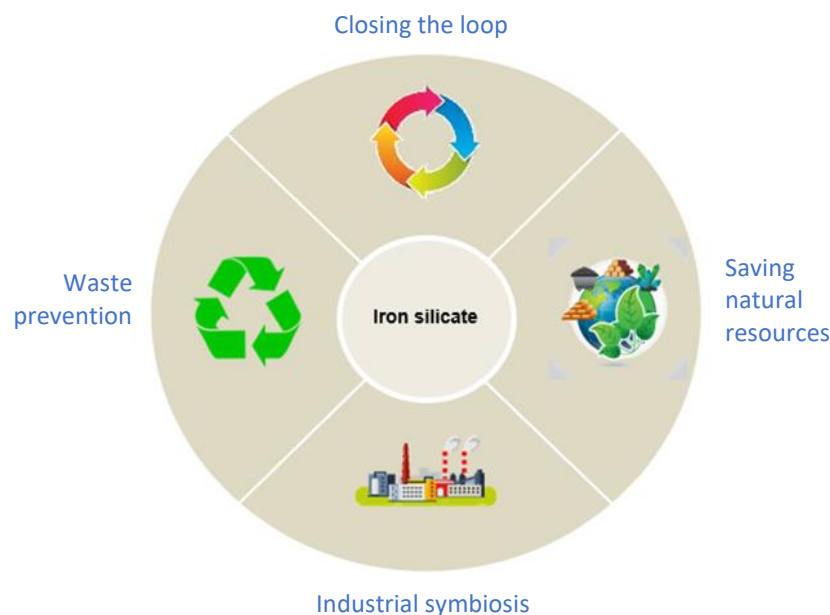 Closing the loop
Waste
prevention
Iron silicate
Saving
natural
resources
Industrial symbiosis